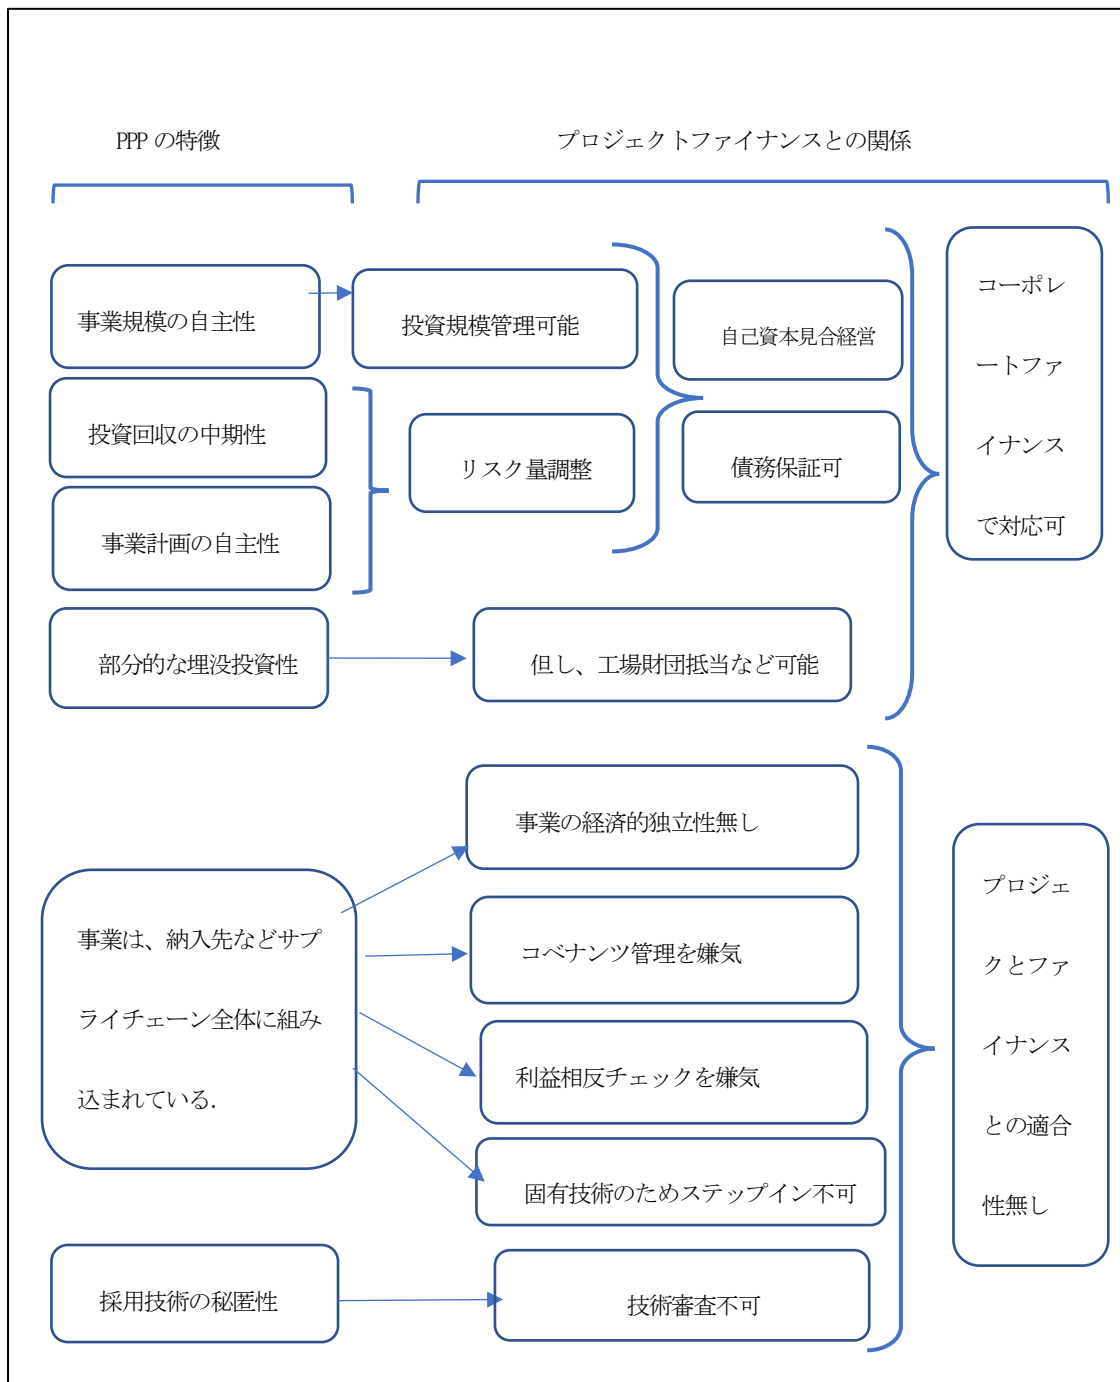 PPP の特徴
プロジェクトファイナンスとの関係
事業規模の自主性
投資規模管理可能
自己資本見合経営
コーポレ
ートファ
イナンス
で対応可
投資回収の中期性
リスク量調整
債務保証可
事業計画の自主性
部分的な埋没投資性
但し、工場財団抵当など可能
事業の経済的独立性無し
事業は、納入先などサプ
ライチェーン全体に組み
込まれている.
コベナンツ管理を嫌気
利益相反チェックを嫌気
固有技術のためステップイン不可
プロジェ
クとファ
イナンス
との適合
性無し
採用技術の秘匿性
技術審査不可